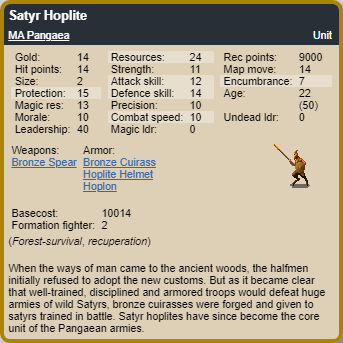 Satyr Hoplite
MA Pangaea Unit
Gold: 14 Resources: 24 Rec points: 9000
Hit points: 14 Strength: 11 Map move: 14
Size: 2 Attack skill: 12 Encumbrance: 7
Protection: 15 Defence skill: 14 Age: 22
Magic res: 13 Precision: 10 (50)
Morale: 10 Combat speed: 10 Undead ldr: 0
Leadership: 40 Magic ldr: 0
Weapons: Armor:
Bronze Spear Bronze Cuirass
Hoplite Helmet
Hoplon
Basecost: 10014
Formation fighter: 2
(Forest-survival, recuperation)
When the ways of man came to the ancient woods, the halfmen
initially refused to adopt the new customs. But as it became clear
that well-trained, disciplined and armored troops would defeat huge
armies of wild Satyrs, bronze cuirasses were forged and given to
satyrs trained in battle. Satyr hoplites have since become the core
unit of the Pangaean armies.